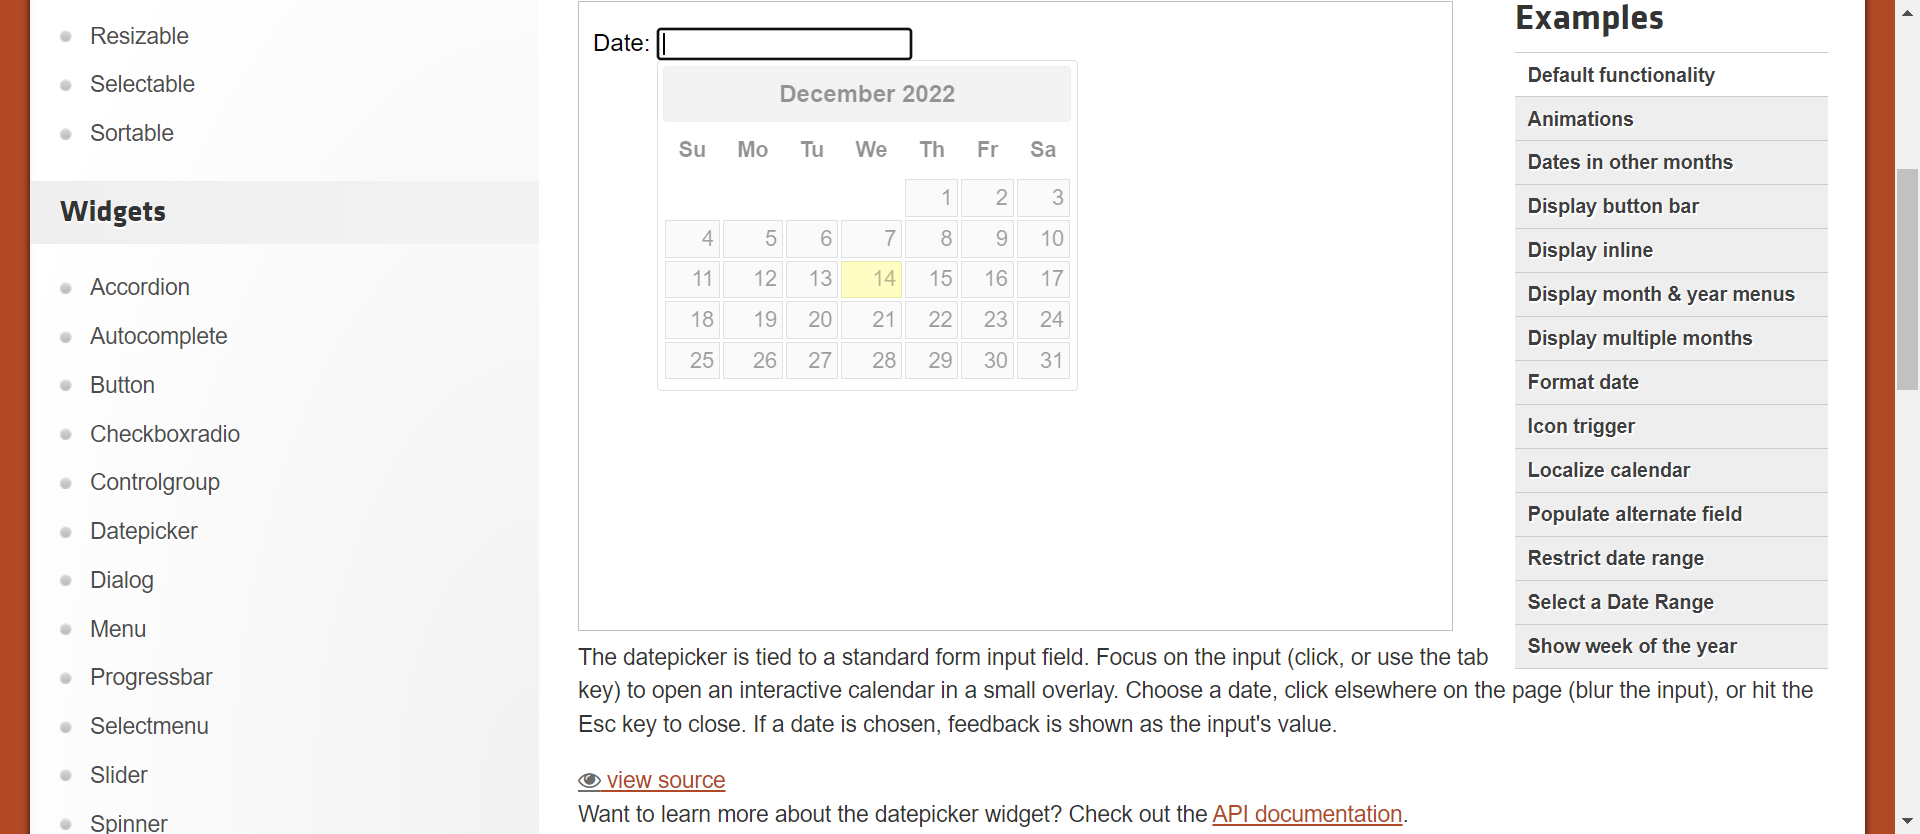 Resizable
Selectable
Sortable
Widgets
Accordion
Autocomplete
Button
Checkboxradio
Controlgroup
Datepicker
Dialog
Menu
Progressbar
Selectmenu
Slider
Spinner
Date:
December 2022
Su Mo Tu We Th Fr Sa
1 2 3
4 5 6 7 8 9 10
11 12 13 14 15 16 17
18 19 20 21 22 23 24
25 26 27 28 29 30 31
The datepicker is tied to a standard form input field. Focus on the input (click, or use the tab
key) to open an interactive calendar in a small overlay. Choose a date, click elsewhere on the page (blur the input), or hit the
Esc key to close. If a date is chosen, feedback is shown as the input's value.
view source
Want to learn more about the datepicker widget? Check out the API documentation.
Examples
Default functionality
Animations
Dates in other months
Display button bar
Display inline
Display month & year menus
Display multiple months
Format date
Icon trigger
Localize calendar
Populate alternate field
Restrict date range
Select a Date Range
Show week of the year